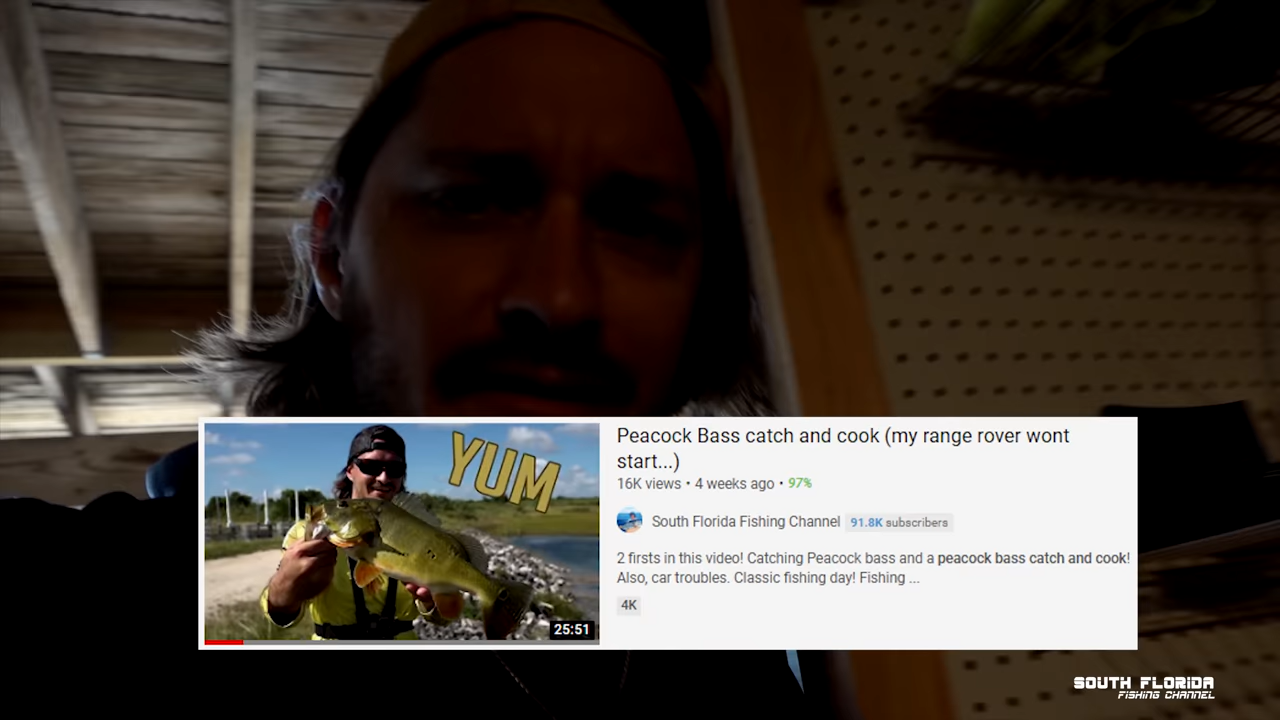 YUM
25:51
Peacock Bass catch and cook (my range rover wont
start...)
16K views • 4 weeks ago • 97%
South Florida Fishing Channel 91.8K subscribers
2 firsts in this video! Catching Peacock bass and a peacock bass catch and cook!
Also, car troubles. Classic fishing day! Fishing ...
4K
SOUTH FLORIDA
FISHING CHANNEL